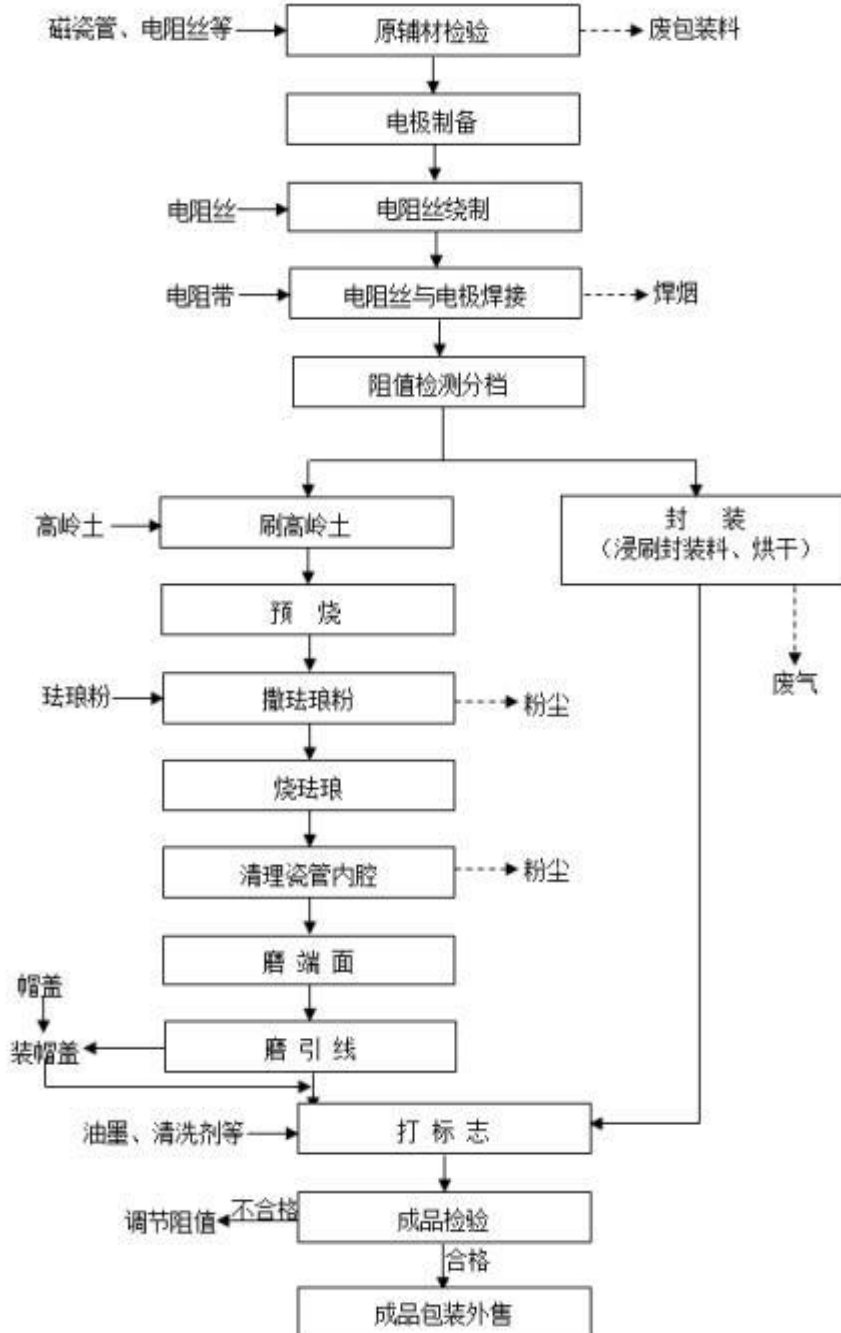 磁瓷管、电阻丝等
原辅材检验
废包装料
电极制备
电阻丝
电阻丝绕制
电阻带
电阻丝与电极焊接
焊烟
阻值检测分档
高岭土
刷高岭土
封 装
（浸刷封装料、烘干）
预 烧
废气
珐琅粉
撒珐琅粉
粉尘
烧珐琅
清理瓷管内腔
粉尘
磨 端 面
帽盖
装帽盖
磨 引 线
油墨、清洗剂等
打 标 志
不合格
调节阻值
成品检验
合格
成品包装外售